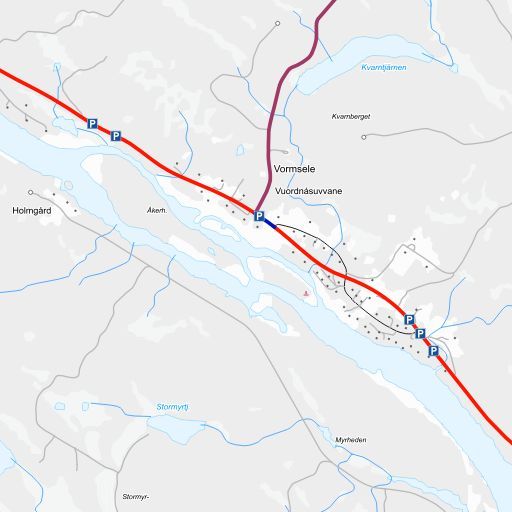 Kvarntjärnen
Kvarnberget
P
P
Vormsele
Vuordnásuvvane
Holmgård
Åkerh.
P
P
P
P
Stormyrtj
Myrheden
Stormyr-